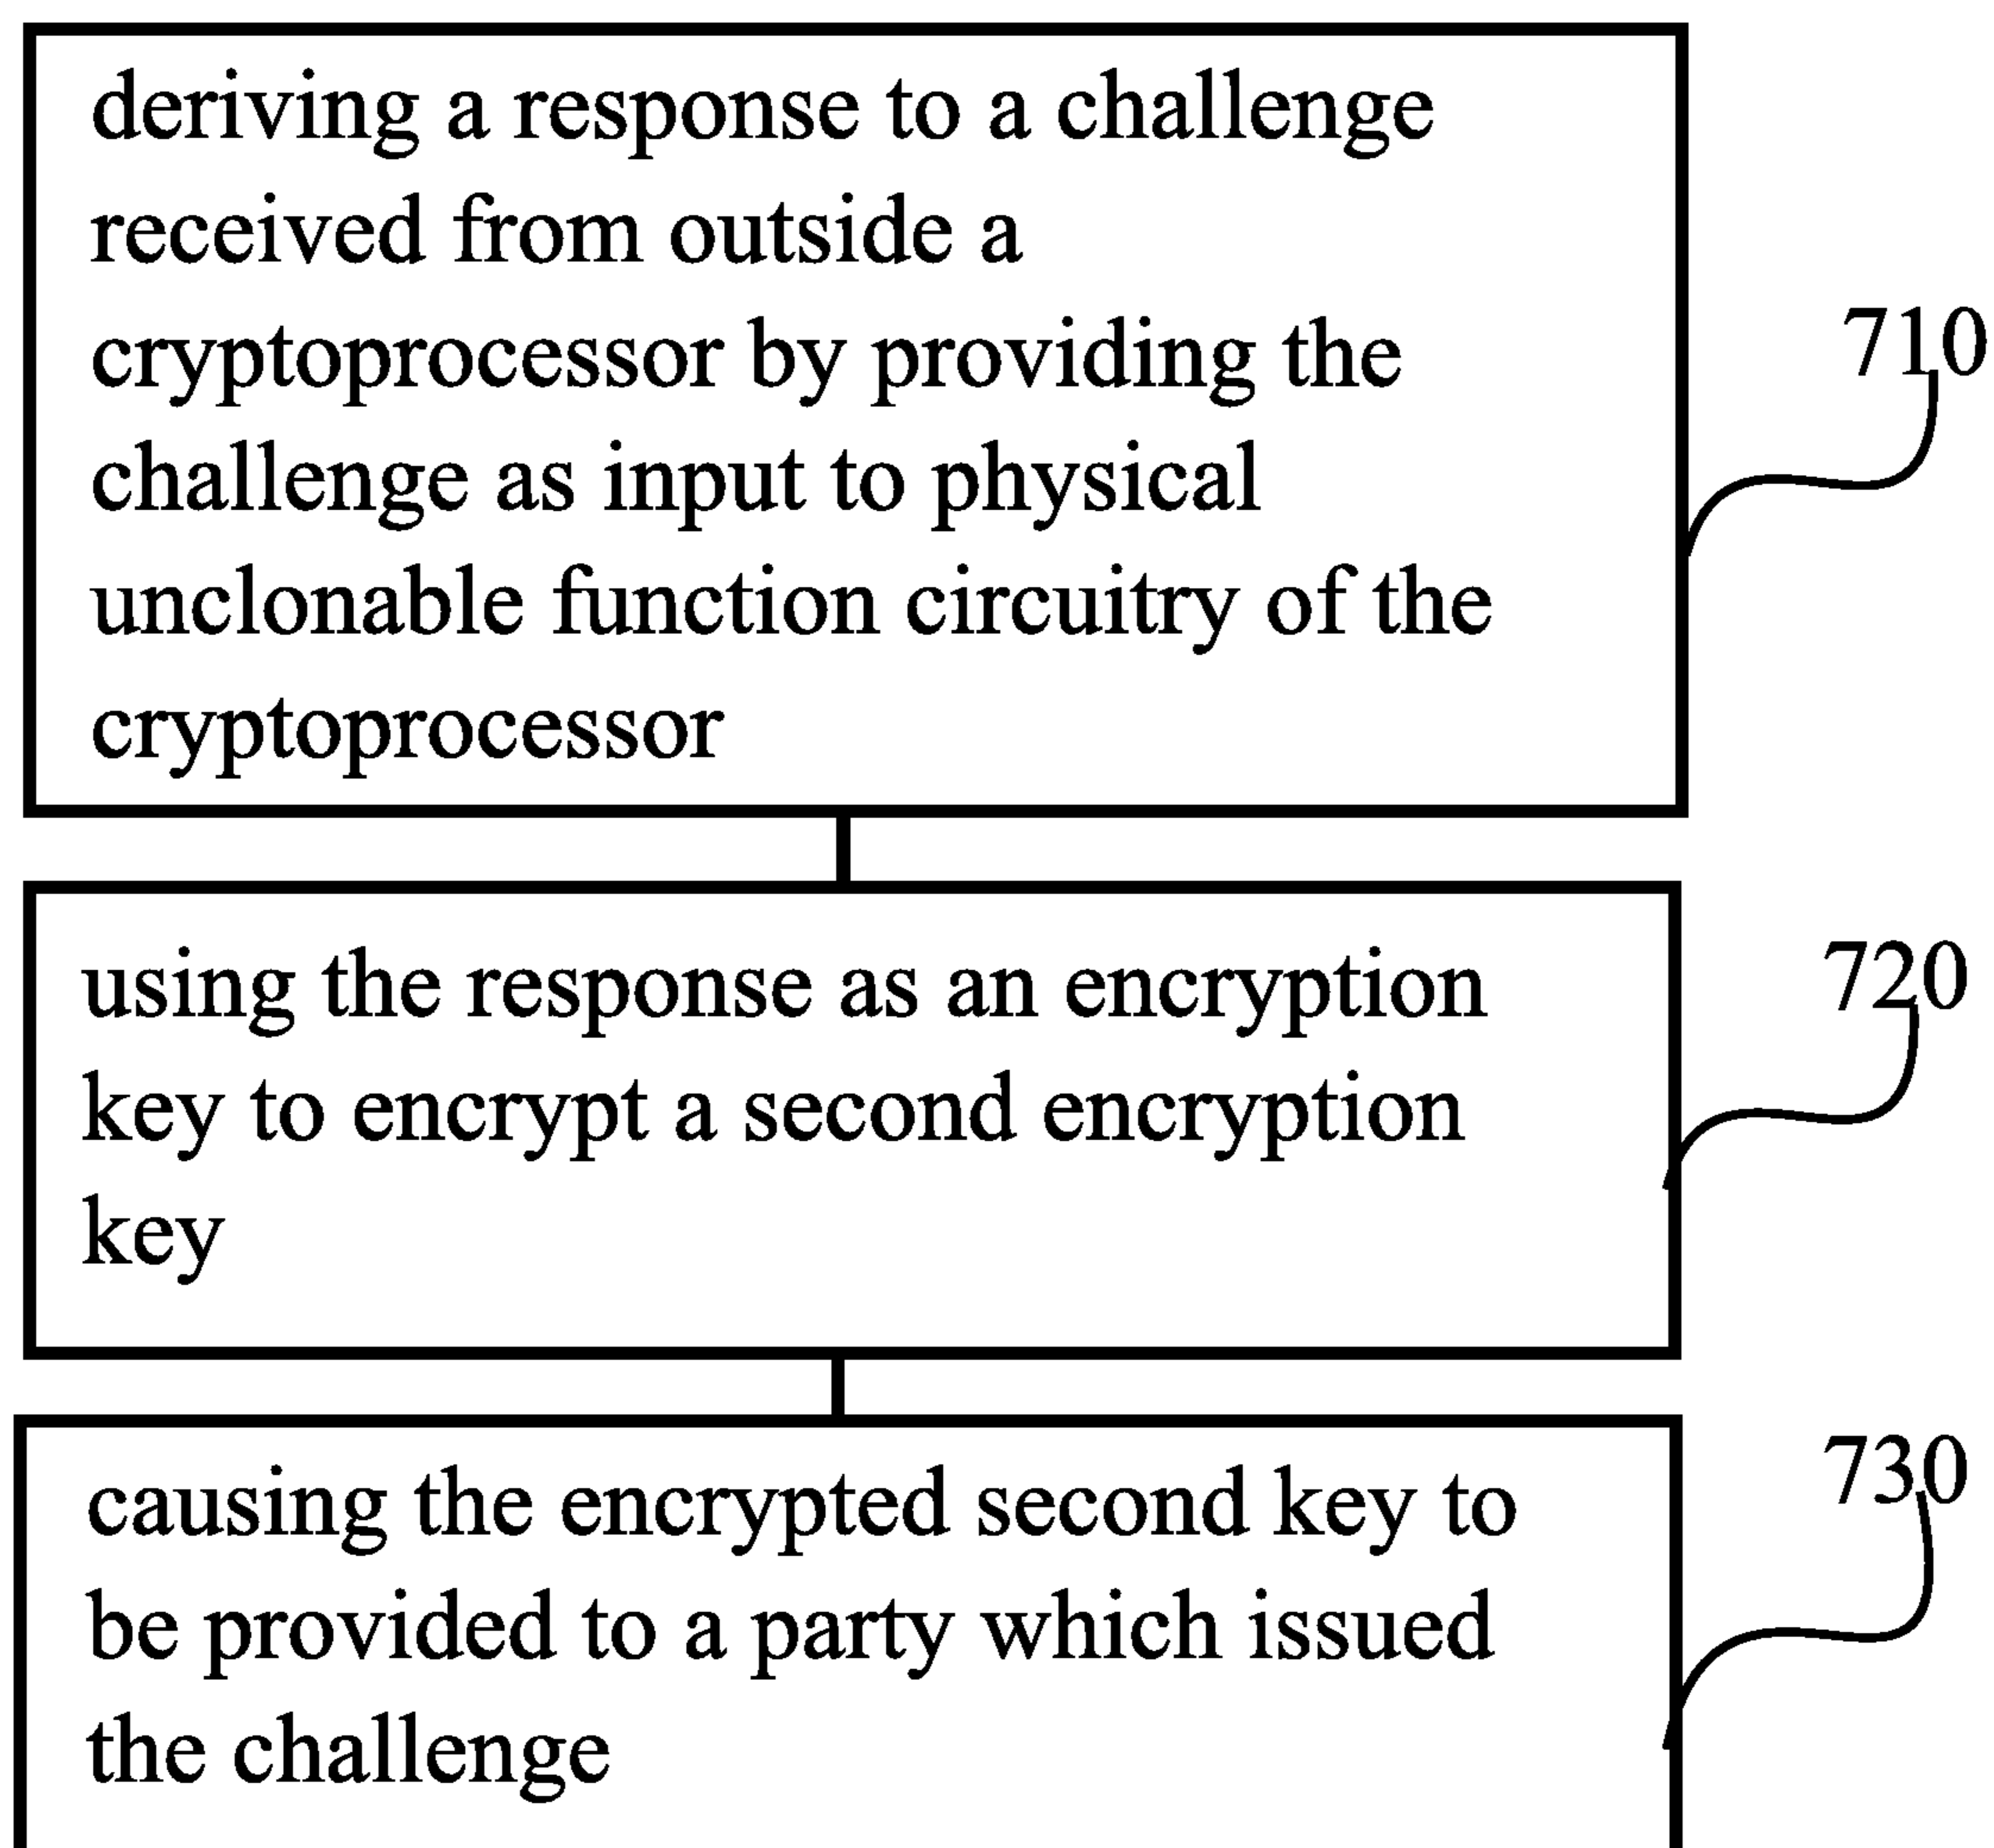 deriving a response to a challenge
received from outside a
cryptoprocessor by providing the
challenge as input to physical
unclonable function circuitry of the
cryptoprocessor
710
using the response as an encryption
key to encrypt a second encryption
key
720
causing the encrypted second key to
be provided to a party which issued
the challenge
730